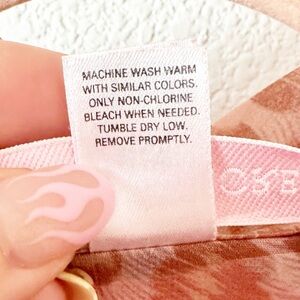 MACHINE WASH WARM
WITH SIMILAR COLORS.
ONLY NON-CHLORINE
BLEACH WHEN NEEDED.
TUMBLE DRY LOW.
REMOVE PROMPTLY.